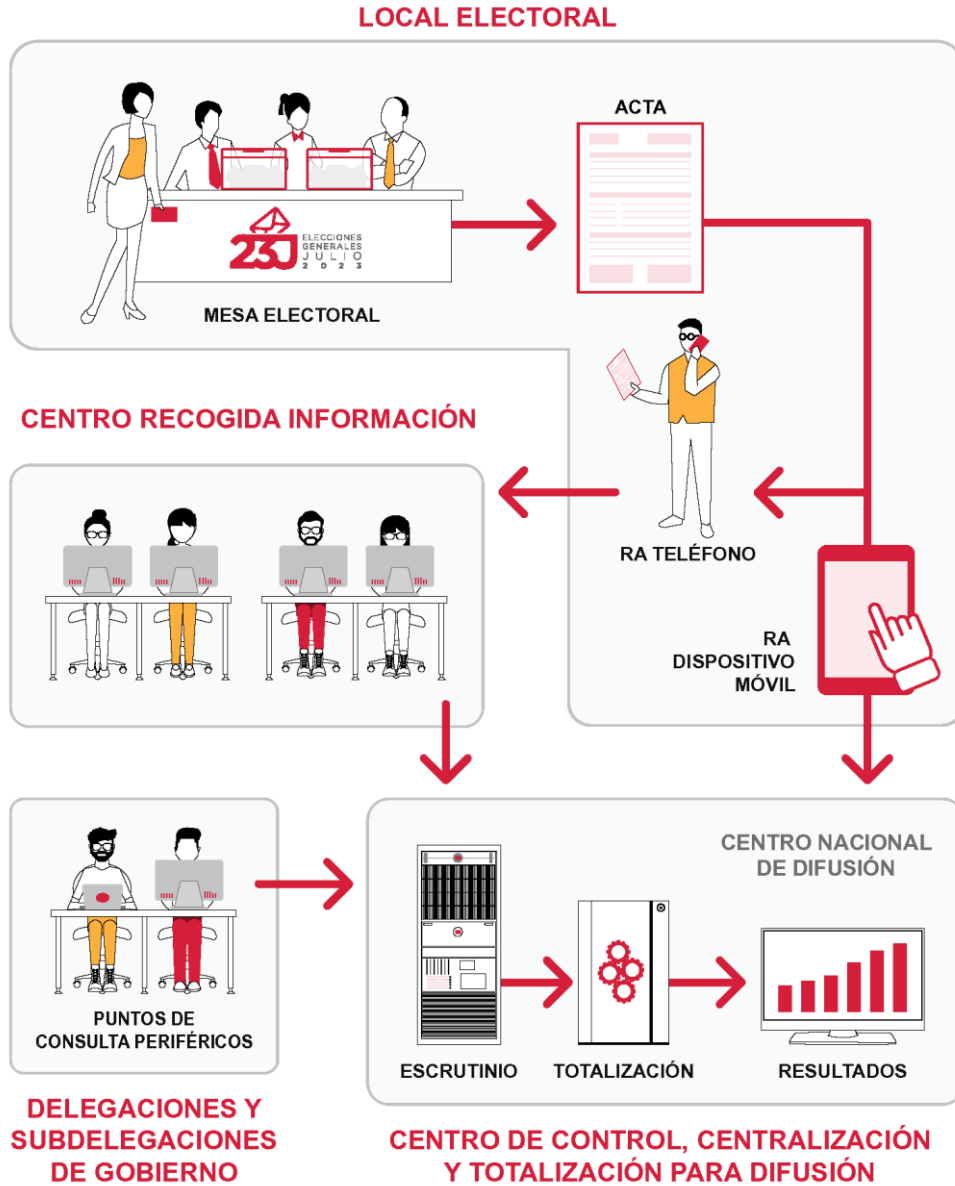 LOCAL ELECTORAL
ACTA
23J
ELECCIONES
GENERALES
JULIO
2023
MESA ELECTORAL
CENTRO RECOGIDA INFORMACIÓN
RA TELÉFONO
RA
DISPOSITIVO
MÓVIL
PUNTOS DE
CONSULTA PERIFÉRICOS
CENTRO NACIONAL
DE DIFUSIÓN
ESCRUTINIO
TOTALIZACIÓN
RESULTADOS
DELEGACIONES Y
SUBDELEGACIONES
DE GOBIERNO
CENTRO DE CONTROL, CENTRALIZACIÓN
Y TOTALIZACIÓN PARA DIFUSIÓN